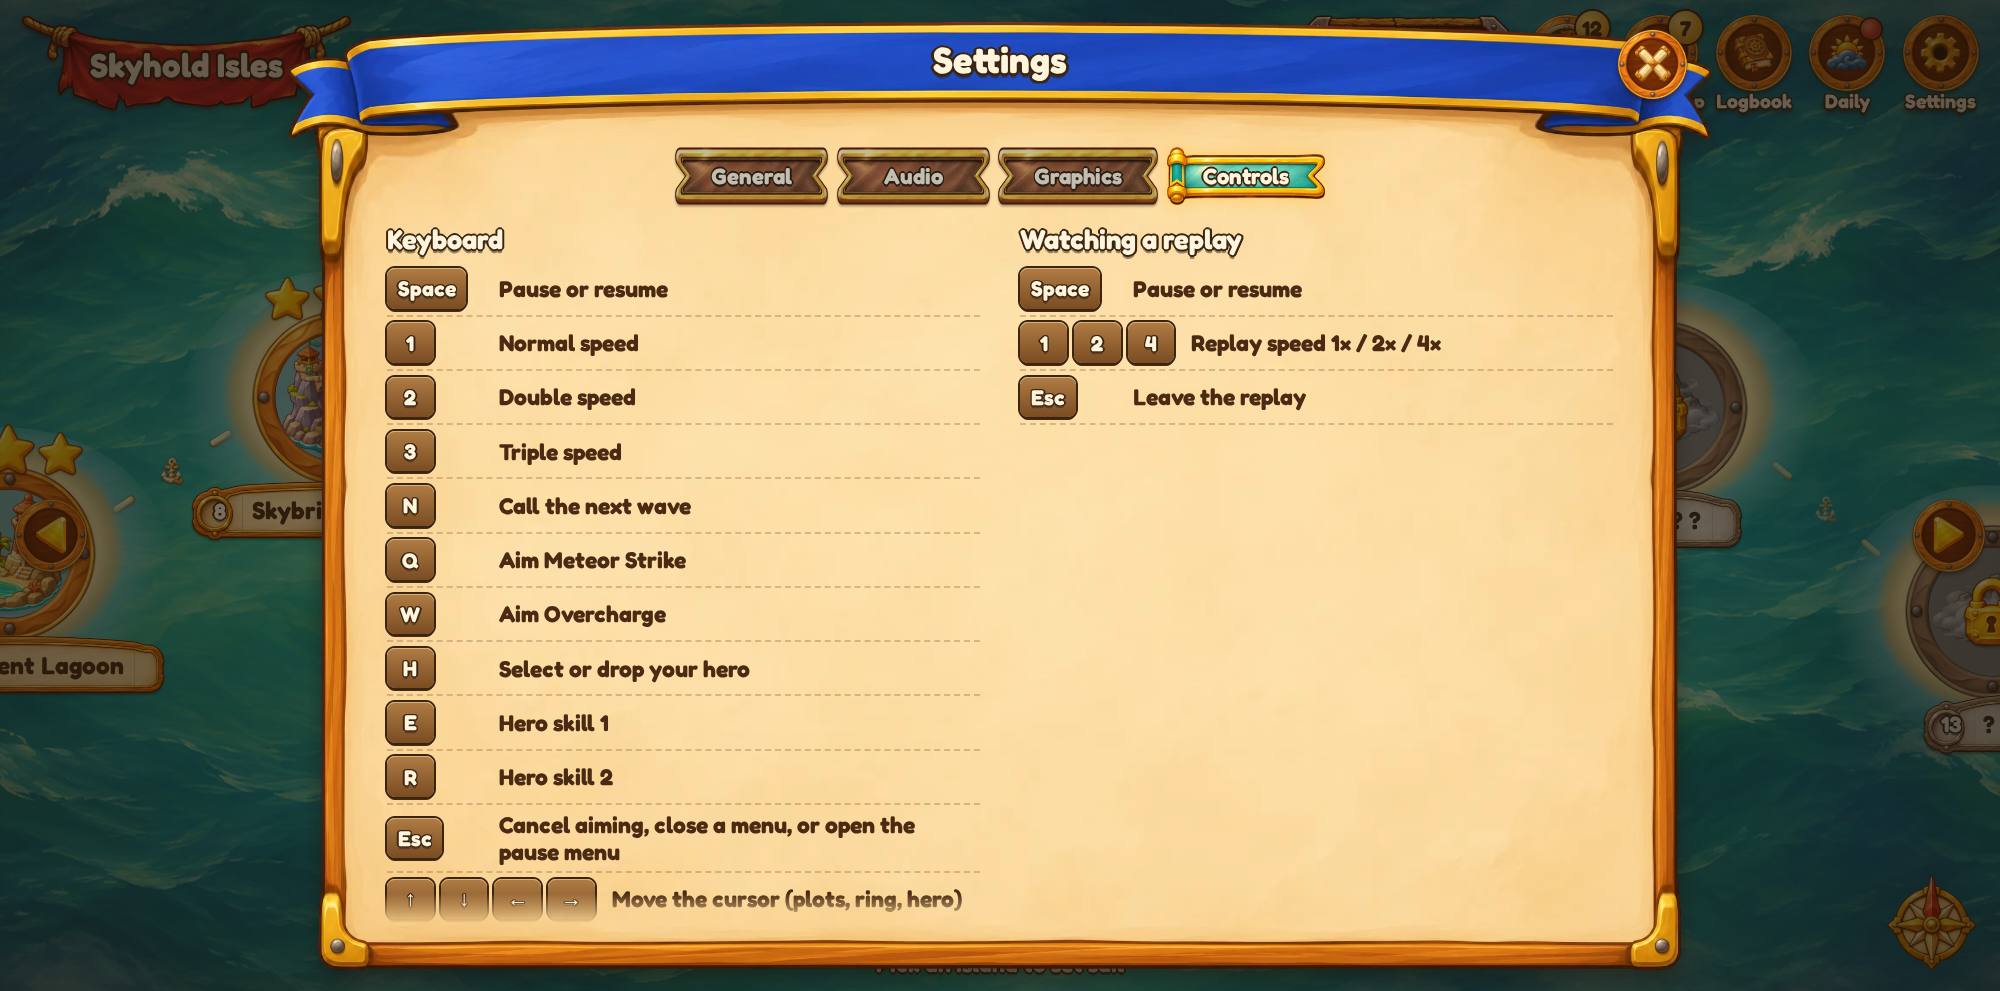 Skyhold Isles
Settings
12
7
Logbook
Daily
Settings
General
Audio
Graphics
Controls
Keyboard
Space Pause or resume
1 Normal speed
2 Double speed
3 Triple speed
N Call the next wave
Q Aim Meteor Strike
W Aim Overcharge
H Select or drop your hero
E Hero skill 1
R Hero skill 2
Esc Cancel aiming, close a menu, or open the
pause menu
↑ ↓ ← → Move the cursor (plots, ring, hero)
Watching a replay
Space Pause or resume
1 2 4 Replay speed 1x / 2x / 4x
Esc Leave the replay
8 Skybri
ent Lagoon
? ?
13 ?